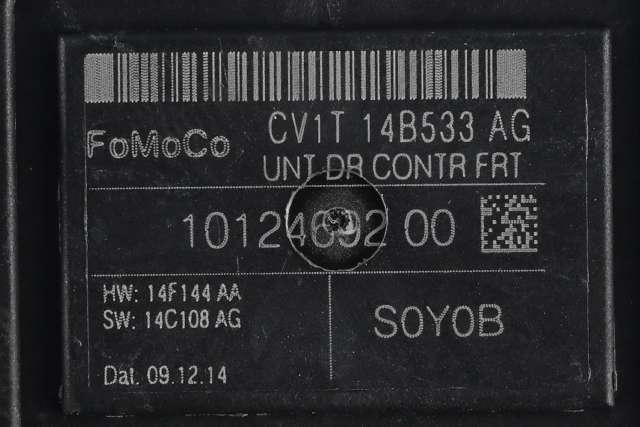 FoMoCo CV1T 14B533 AG
UNT DR CONTR FRT
10124692 00
HW: 14F144 AA
SW: 14C108 AG
S0Y0B
Dat. 09.12.14